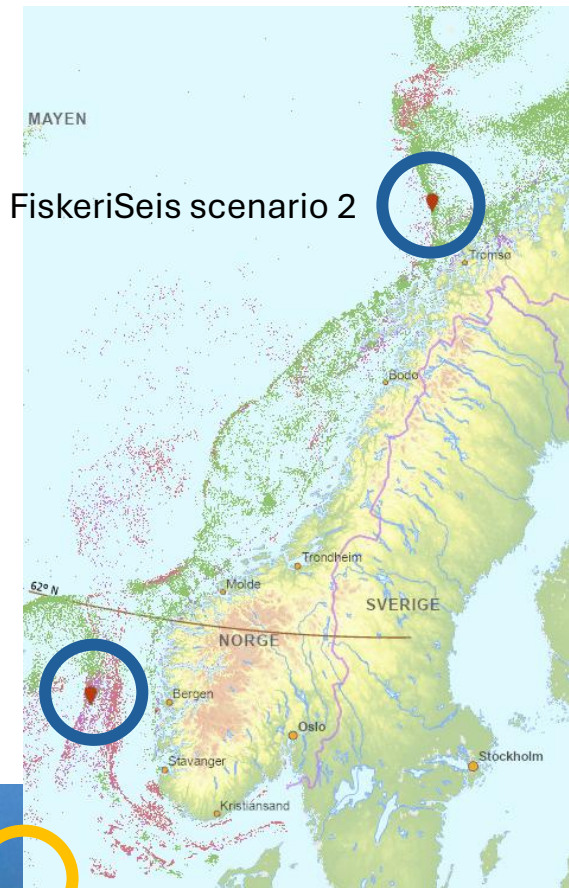 MAYEN
FiskeriSeis scenario 2
Tromsø
Bodø
Trondheim
62° N
Molde
SVERIGE
NORGE
Bergen
Oslo
Stockholm
Stavanger
Kristiansand